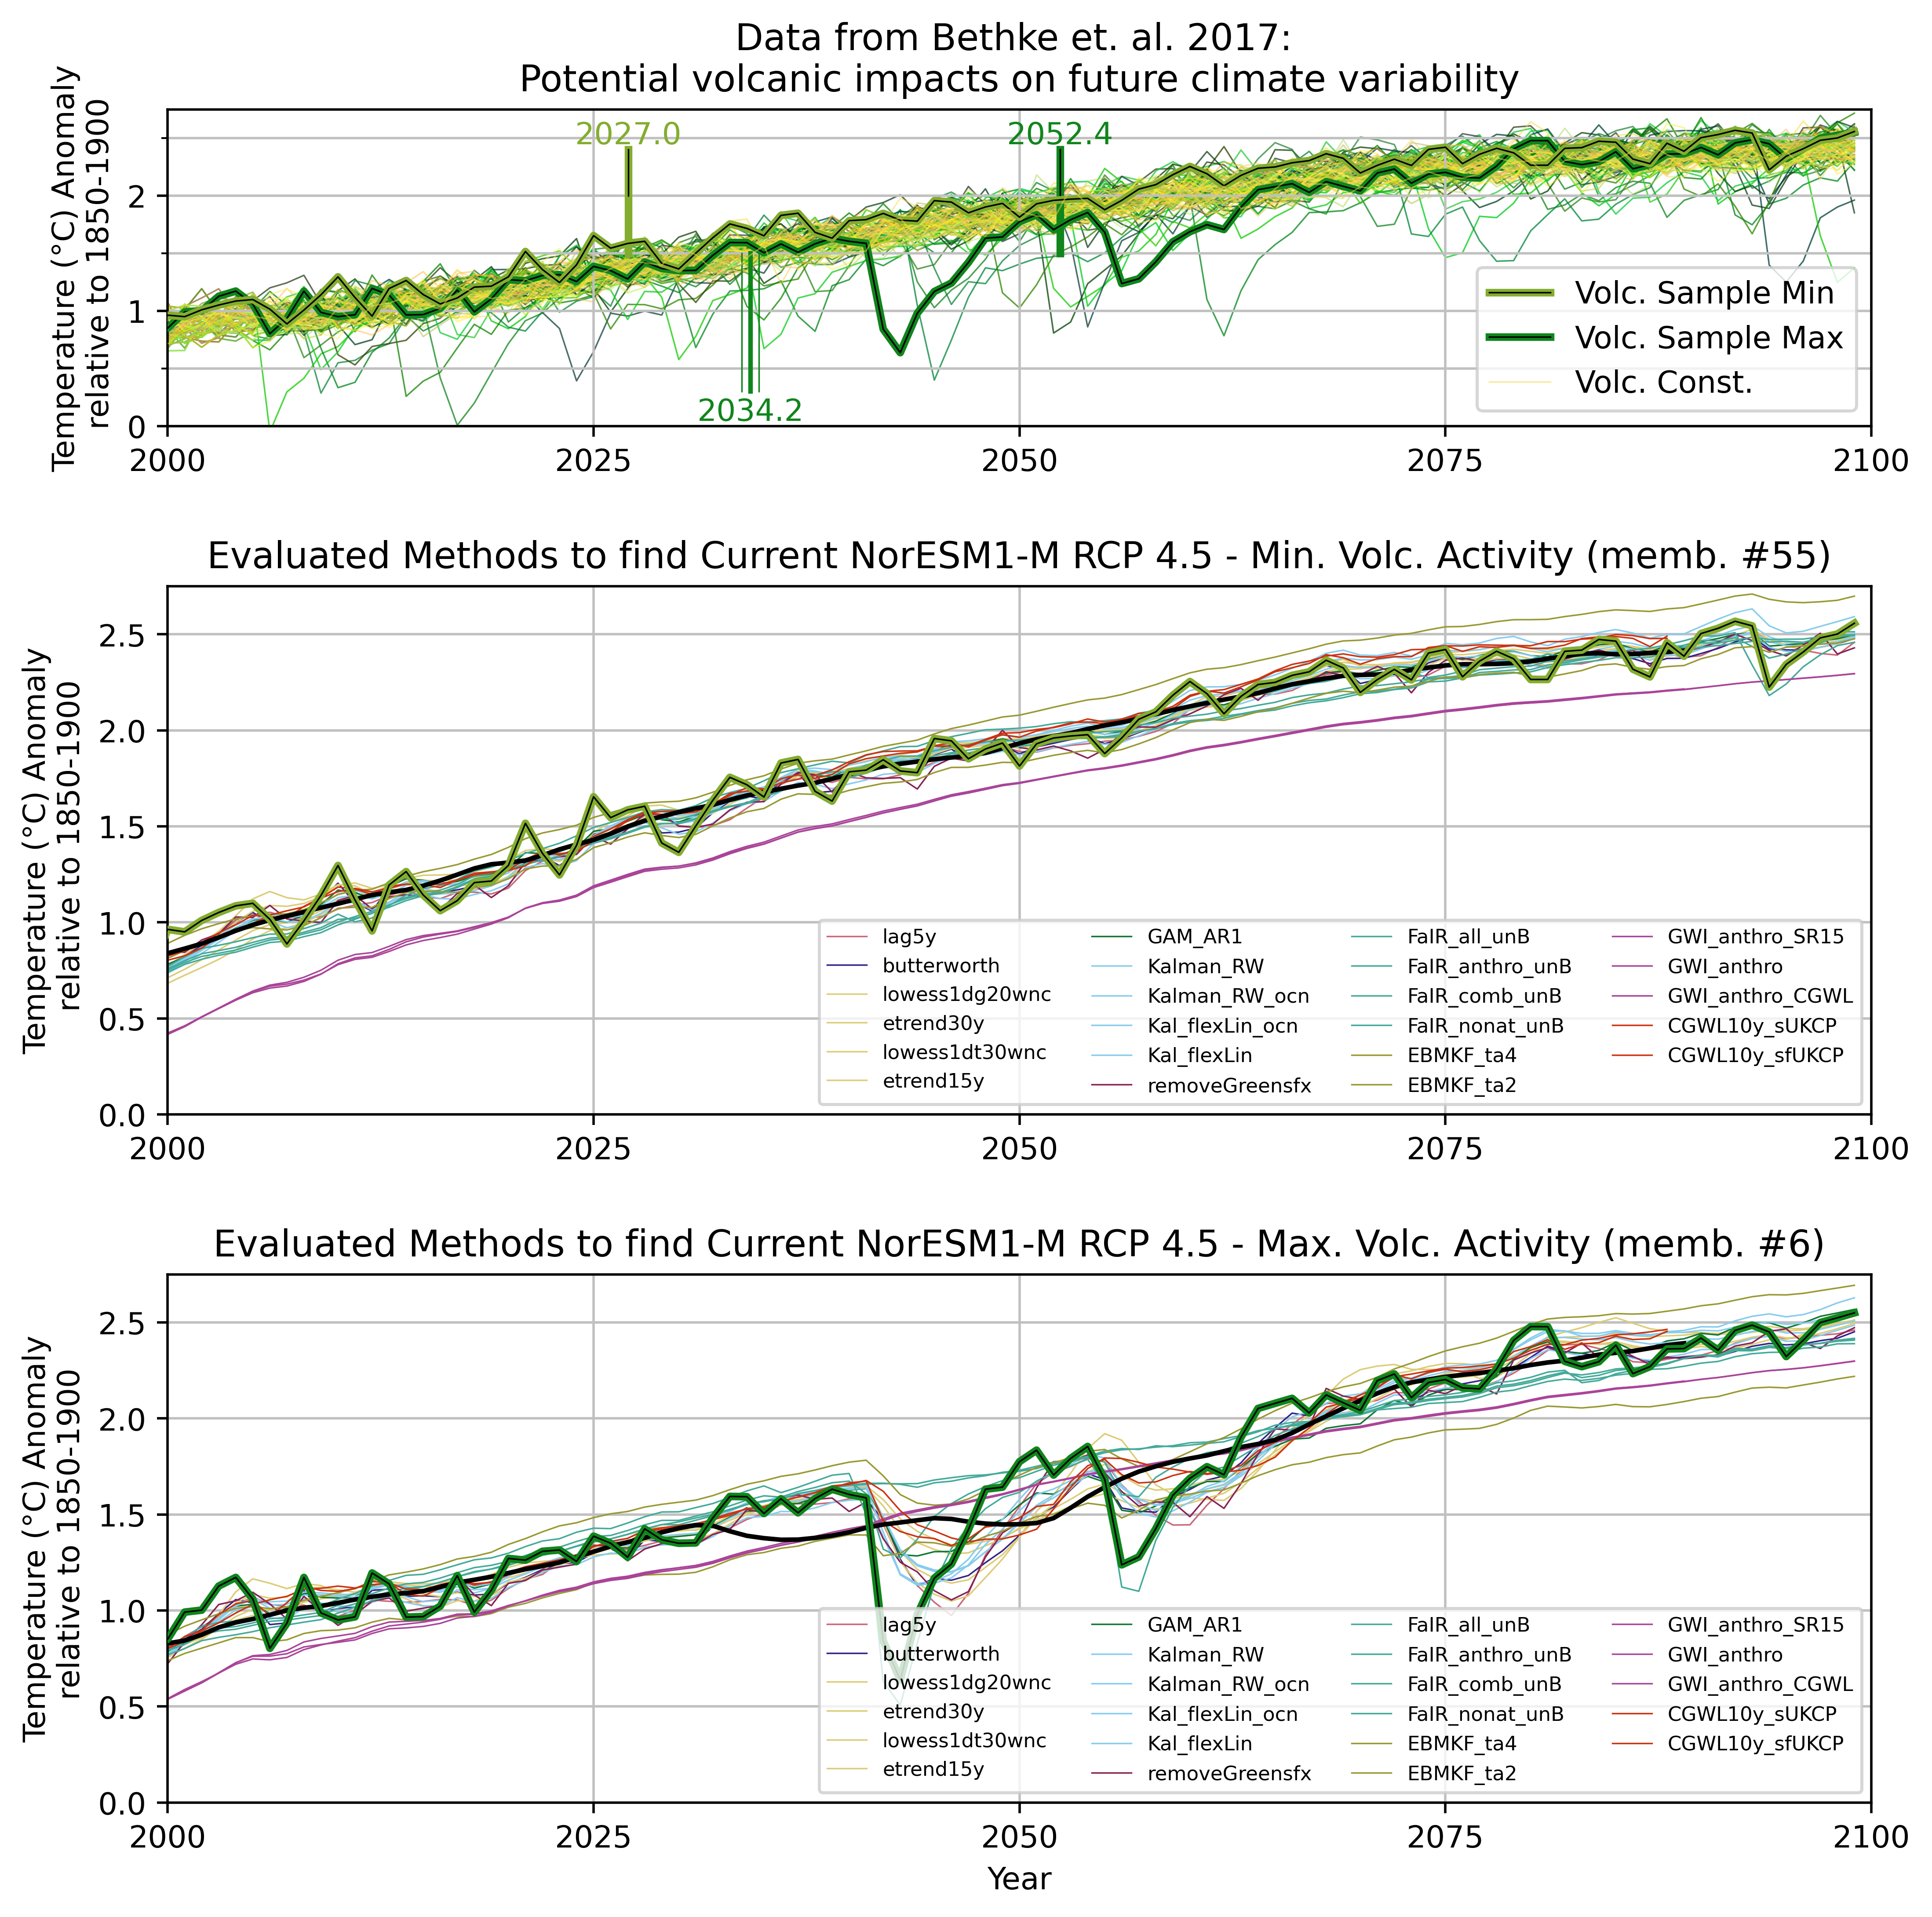 Data from Bethke et. al. 2017:
Potential volcanic impacts on future climate variability
Temperature (°C) Anomaly
relative to 1850-1900
2
1
0
2027.0
2052.4
2034.2
Volc. Sample Min
Volc. Sample Max
Volc. Const.
2000
2025
2050
2075
2100
Evaluated Methods to find Current NorESM1-M RCP 4.5 - Min. Volc. Activity (memb. #55)
Temperature (°C) Anomaly
relative to 1850-1900
2.5
2.0
1.5
1.0
0.5
0.0
lag5y
butterworth
lowess1dg20wnc
etrend30y
lowess1dt30wnc
etrend15y
GAM_AR1
Kalman_RW
Kalman_RW_ocn
Kal_flexLin_ocn
Kal_flexLin
removeGreensfx
FaIR_all_unB
FaIR_anthro_unB
FaIR_comb_unB
FaIR_nonat_unB
EBMKF_ta4
EBMKF_ta2
GWI_anthro_SR15
GWI_anthro
GWI_anthro_CGWL
CGWL10y_sUKCP
CGWL10y_sfUKCP
2000
2025
2050
2075
2100
Evaluated Methods to find Current NorESM1-M RCP 4.5 - Max. Volc. Activity (memb. #6)
Temperature (°C) Anomaly
relative to 1850-1900
2.5
2.0
1.5
1.0
0.5
0.0
lag5y
butterworth
lowess1dg20wnc
etrend30y
lowess1dt30wnc
etrend15y
GAM_AR1
Kalman_RW
Kalman_RW_ocn
Kal_flexLin_ocn
Kal_flexLin
removeGreensfx
FaIR_all_unB
FaIR_anthro_unB
FaIR_comb_unB
FaIR_nonat_unB
EBMKF_ta4
EBMKF_ta2
GWI_anthro_SR15
GWI_anthro
GWI_anthro_CGWL
CGWL10y_sUKCP
CGWL10y_sfUKCP
2000
2025
2050
2075
2100
Year